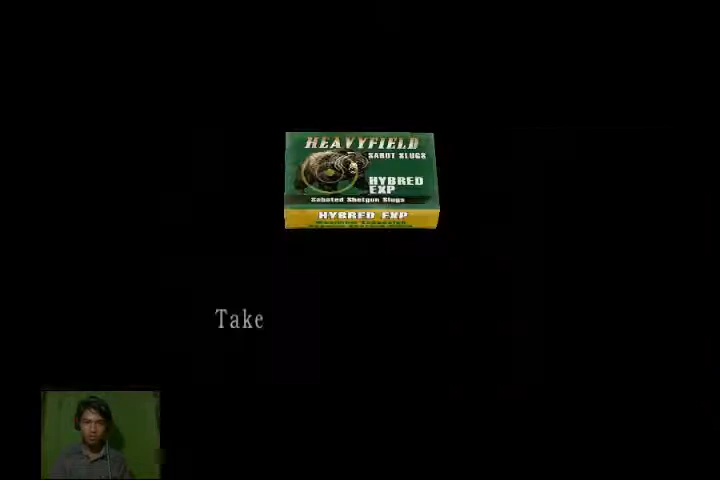 HEAVYFIELD
SABOT SLUGS
HYBRED
EXP
Saboted Shotgun Slugs
HYBRED EXP
Take